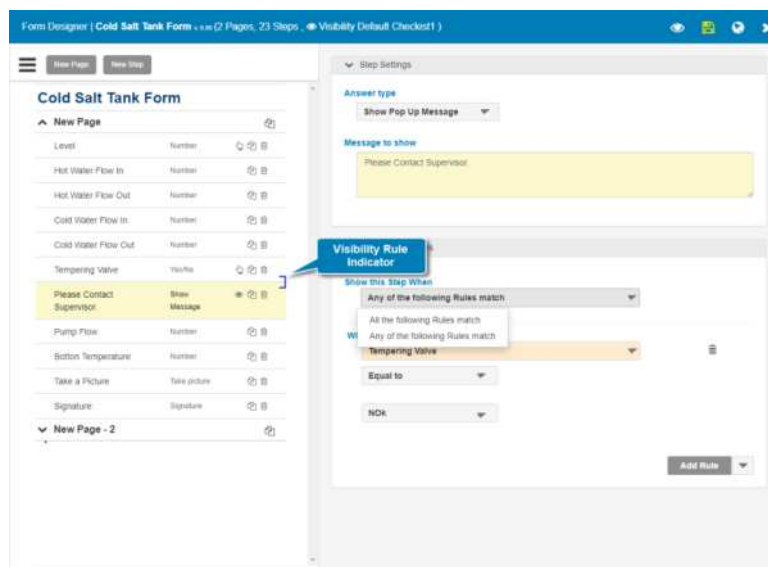 Form Designer | Cold Salt Tank Form (2 Pages, 23 Steps , Visibility Default Checklist1 )
New Page New Step
Step Settings
Cold Salt Tank Form
New Page
Level Number
Hot Water Flow In Number
Hot Water Flow Out Number
Cold Water Flow In Number
Cold Water Flow Out Number
Tempering Valve Yes/No
Please Contact Supervisor. Show Message
Pump Flow Number
Botton Temperature Number
Take a Picture Take picture
Signature Signature
New Page - 2
Answer type
Show Pop Up Message
Message to show
Please Contact Supervisor.
Visibility Rule
Indicator
Show this Step When
Any of the following Rules match
All the following Rules match
Any of the following Rules match
Tempering Valve
Equal to
NOk
Add Rule